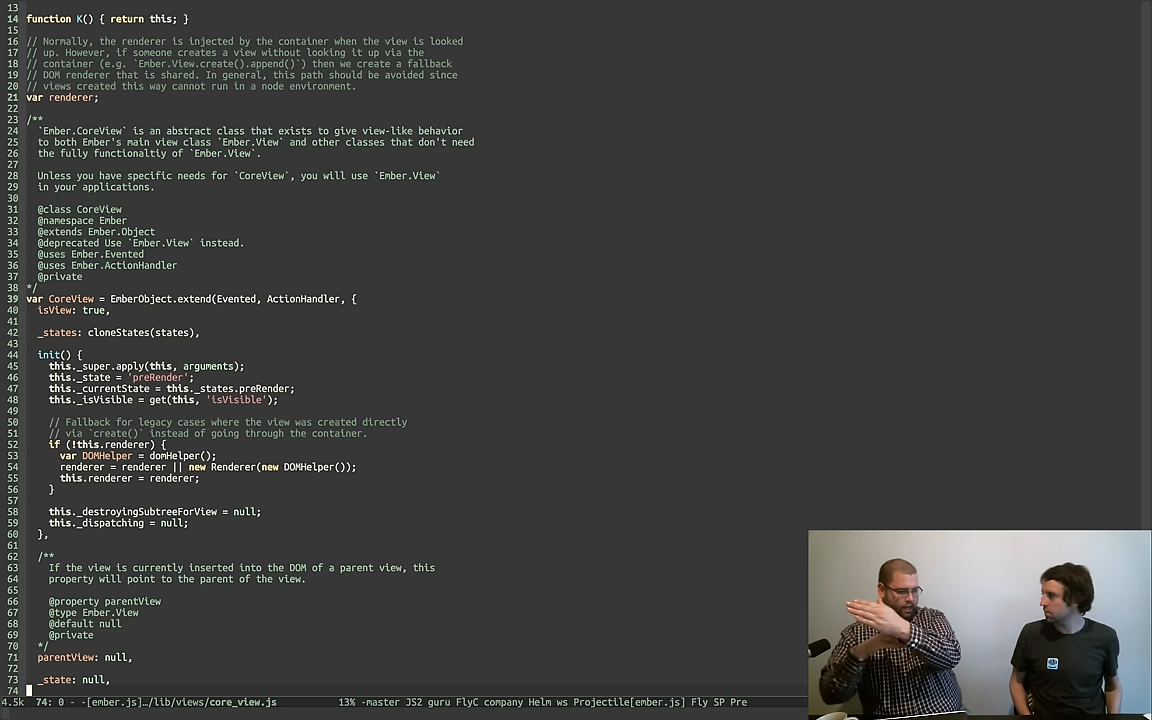 13
14 function K() { return this; }
15
16 // Normally, the renderer is injected by the container when the view is looked
17 // up. However, if someone creates a view without looking it up via the
18 // container (e.g. `Ember.View.create().append()`) then we create a fallback
19 // DOM renderer that is shared. In general, this path should be avoided since
20 // views created this way cannot run in a node environment.
21 var renderer;
22
23 /**
24 `Ember.CoreView` is an abstract class that exists to give view-like behavior
25 to both Ember's main view class `Ember.View` and other classes that don't need
26 the fully functionaltiy of `Ember.View`.
27
28 Unless you have specific needs for `CoreView`, you will use `Ember.View`
29 in your applications.
30
31 @class CoreView
32 @namespace Ember
33 @extends Ember.Object
34 @deprecated Use `Ember.View` instead.
35 @uses Ember.Evented
36 @uses Ember.ActionHandler
37 @private
38 */
39 var CoreView = EmberObject.extend(Evented, ActionHandler, {
40 isView: true,
41
42 _states: cloneStates(states),
43
44 init() {
45 this._super.apply(this, arguments);
46 this._state = 'preRender';
47 this._currentState = this._states.preRender;
48 this._isVisible = get(this, 'isVisible');
49
50 // Fallback for legacy cases where the view was created directly
51 // via `create()` instead of going through the container.
52 if (!this.renderer) {
53 var DOMHelper = domHelper();
54 renderer = renderer || new Renderer(new DOMHelper());
55 this.renderer = renderer;
56 }
57
58 this._destroyingSubtreeForView = null;
59 this._dispatching = null;
60 },
61
62 /**
63 If the view is currently inserted into the DOM of a parent view, this
64 property will point to the parent of the view.
65
66 @property parentView
67 @type Ember.View
68 @default null
69 @private
70 */
71 parentView: null,
72
73 _state: null,
74
4.5k 74: 0 - -[ember.js]…/lib/views/core_view.js 13% -master JS2 guru FlyC company Helm ws Projectile[ember.js] Fly SP Pre